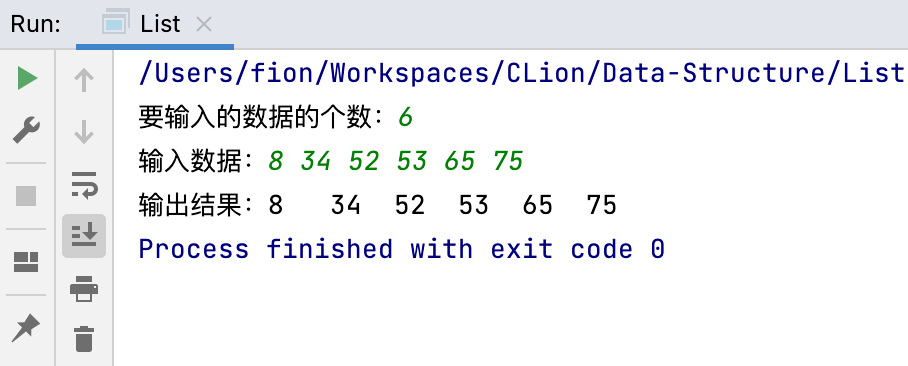 Run: List
/Users/fion/Workspaces/CLion/Data-Structure/List
要输入的数据的个数：6
输入数据：8 34 52 53 65 75
输出结果：8   34  52  53  65  75
Process finished with exit code 0